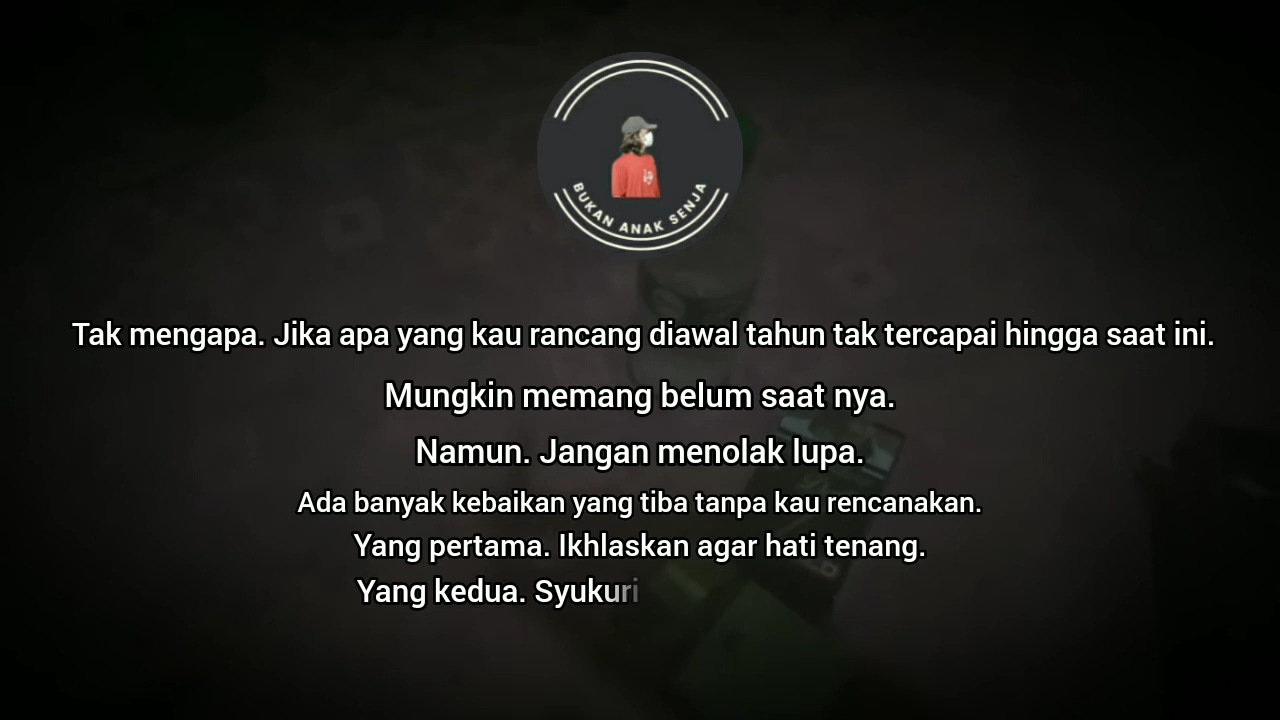 BUKAN ANAK SENJA
Tak mengapa. Jika apa yang kau rancang diawal tahun tak tercapai hingga saat ini.
Mungkin memang belum saat nya.
Namun. Jangan menolak lupa.
Ada banyak kebaikan yang tiba tanpa kau rencanakan.
Yang pertama. Ikhlaskan agar hati tenang.
Yang kedua. Syukuri